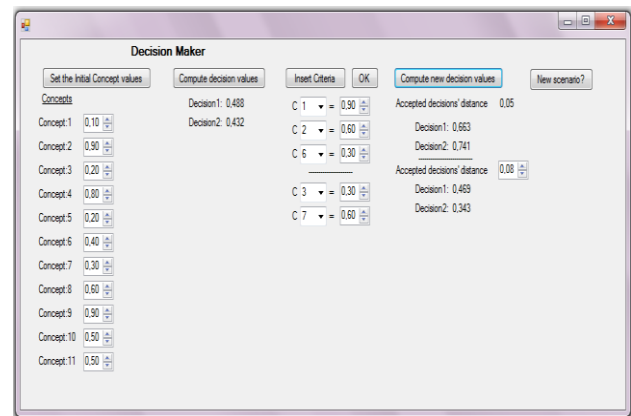 Decision Maker
Set the Initial Concept values
Compute decision values
Insert Criteria
OK
Compute new decision values
New scenario?
Concepts
Concept:1 0,10
Concept:2 0,90
Concept:3 0,20
Concept:4 0,80
Concept:5 0,20
Concept:6 0,40
Concept:7 0,30
Concept:8 0,60
Concept:9 0,90
Concept:10 0,50
Concept:11 0,50
Decision1: 0,488
Decision2: 0,432
C 1 = 0,90
C 2 = 0,60
C 6 = 0,30
C 3 = 0,30
C 7 = 0,60
Accepted decisions' distance 0,05
Decision1: 0,663
Decision2: 0,741
Accepted decisions' distance 0,08
Decision1: 0,469
Decision2: 0,343